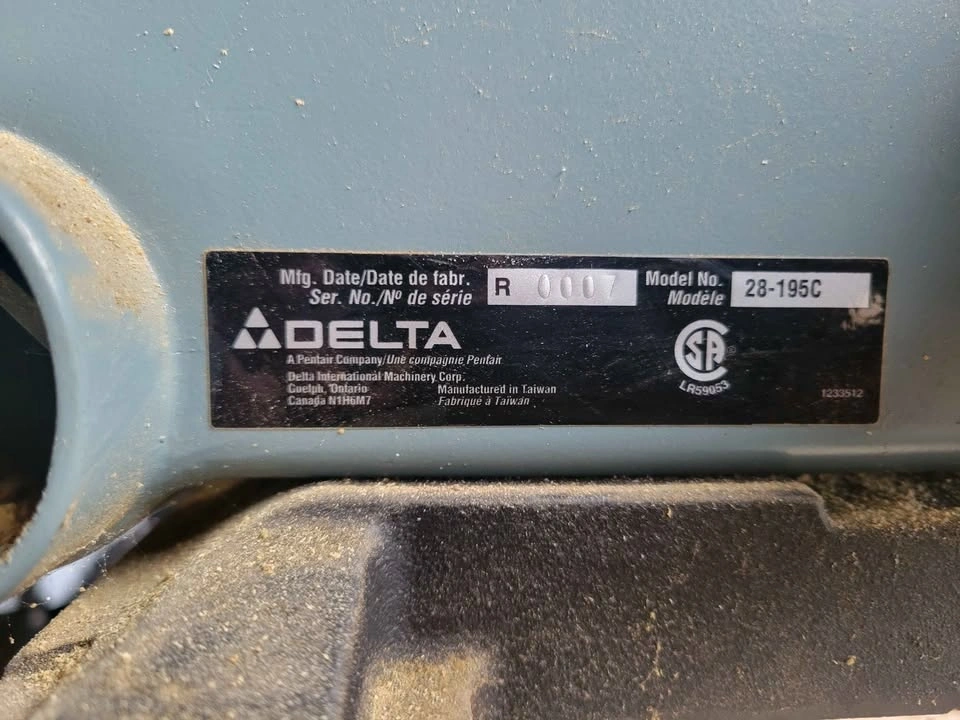 Mfg. Date/Date de fabr.
Ser. No./Nº de série
R 0007
Model No.
Modèle
28-195C
DELTA
A Pentair Company/Une compagnie Pentair
Delta International Machinery Corp.
Guelph, Ontario
Canada N1H6M7
Manufactured in Taiwan
Fabriqué à Taiwan
SA
®
LR59053
1233512